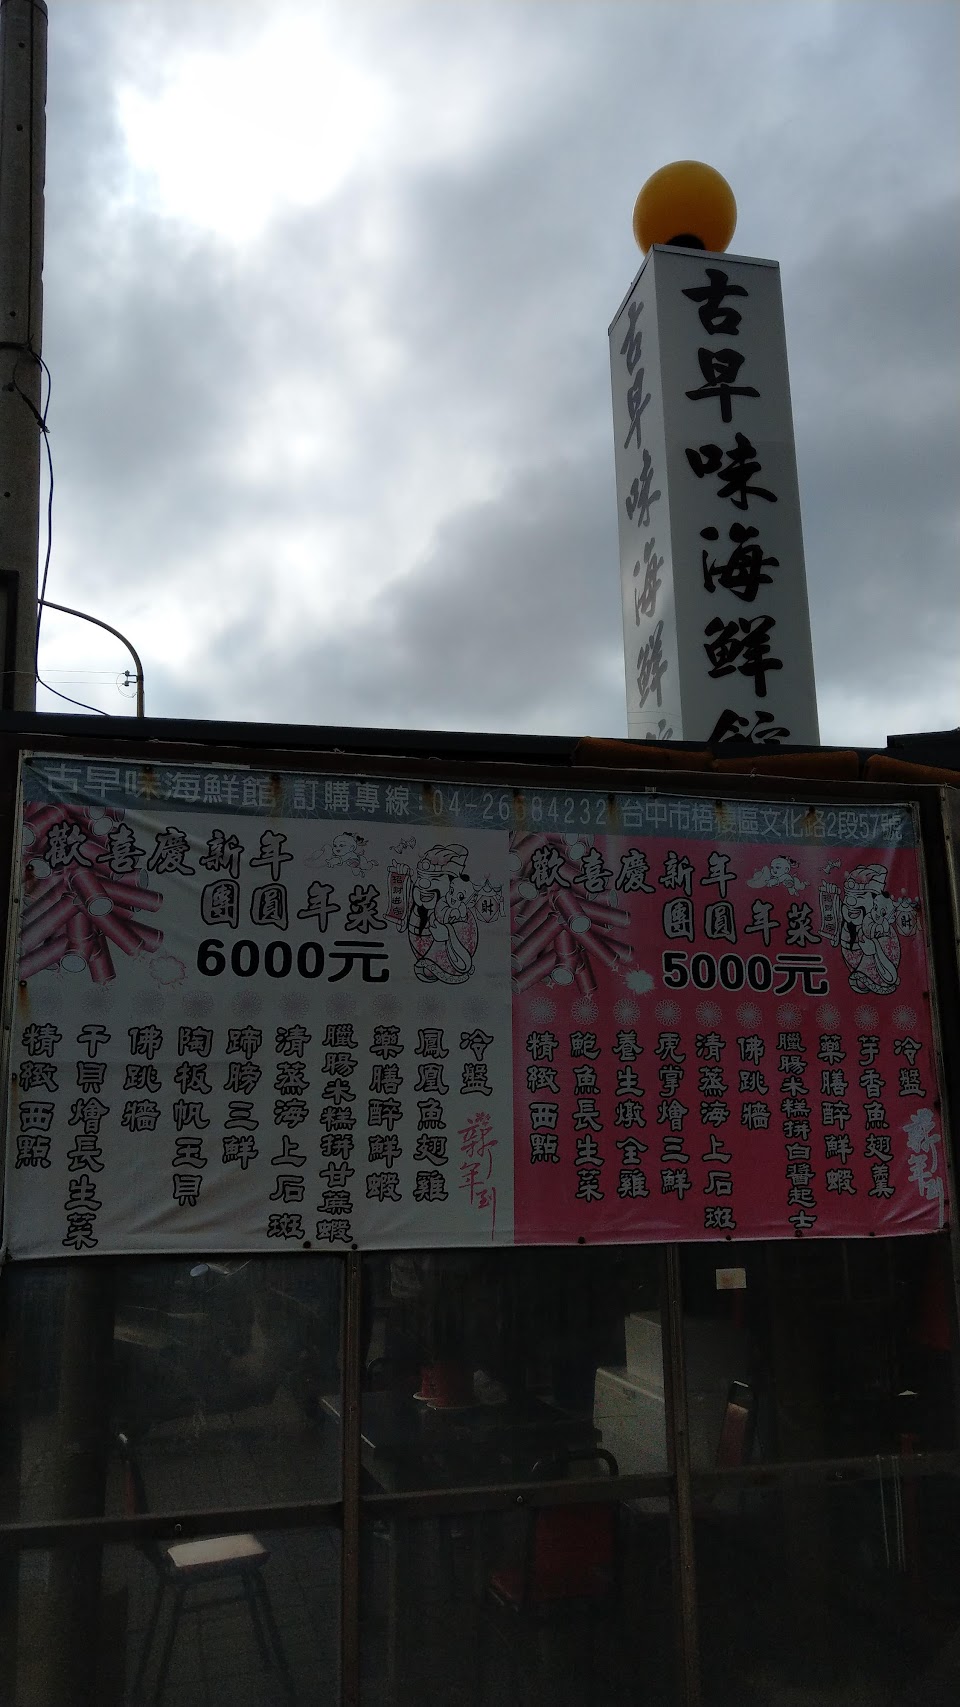 古早味海鮮館
古早味海鮮
古早味海鮮館 訂購專線:04-26584232 台中市梧棲區文化路2段57號
歡喜慶新年
團圓年菜
6000元
冷盤
鳳凰魚翅雞
藥膳醉鮮蝦
臘腸米糕拼甘蔗蝦
清蒸海上石斑
蹄膀三鮮
陶板帆玉貝
佛跳牆
干貝燴長生菜
精緻西點
新年到
歡喜慶新年
團圓年菜
財
5000元
冷盤
芋香魚翅羹
藥膳醉鮮蝦
臘腸米糕拼白醬起士
佛跳牆
清蒸海上石斑
虎掌燴三鮮
養生燉全雞
鮑魚長生菜
精緻西點
新年到